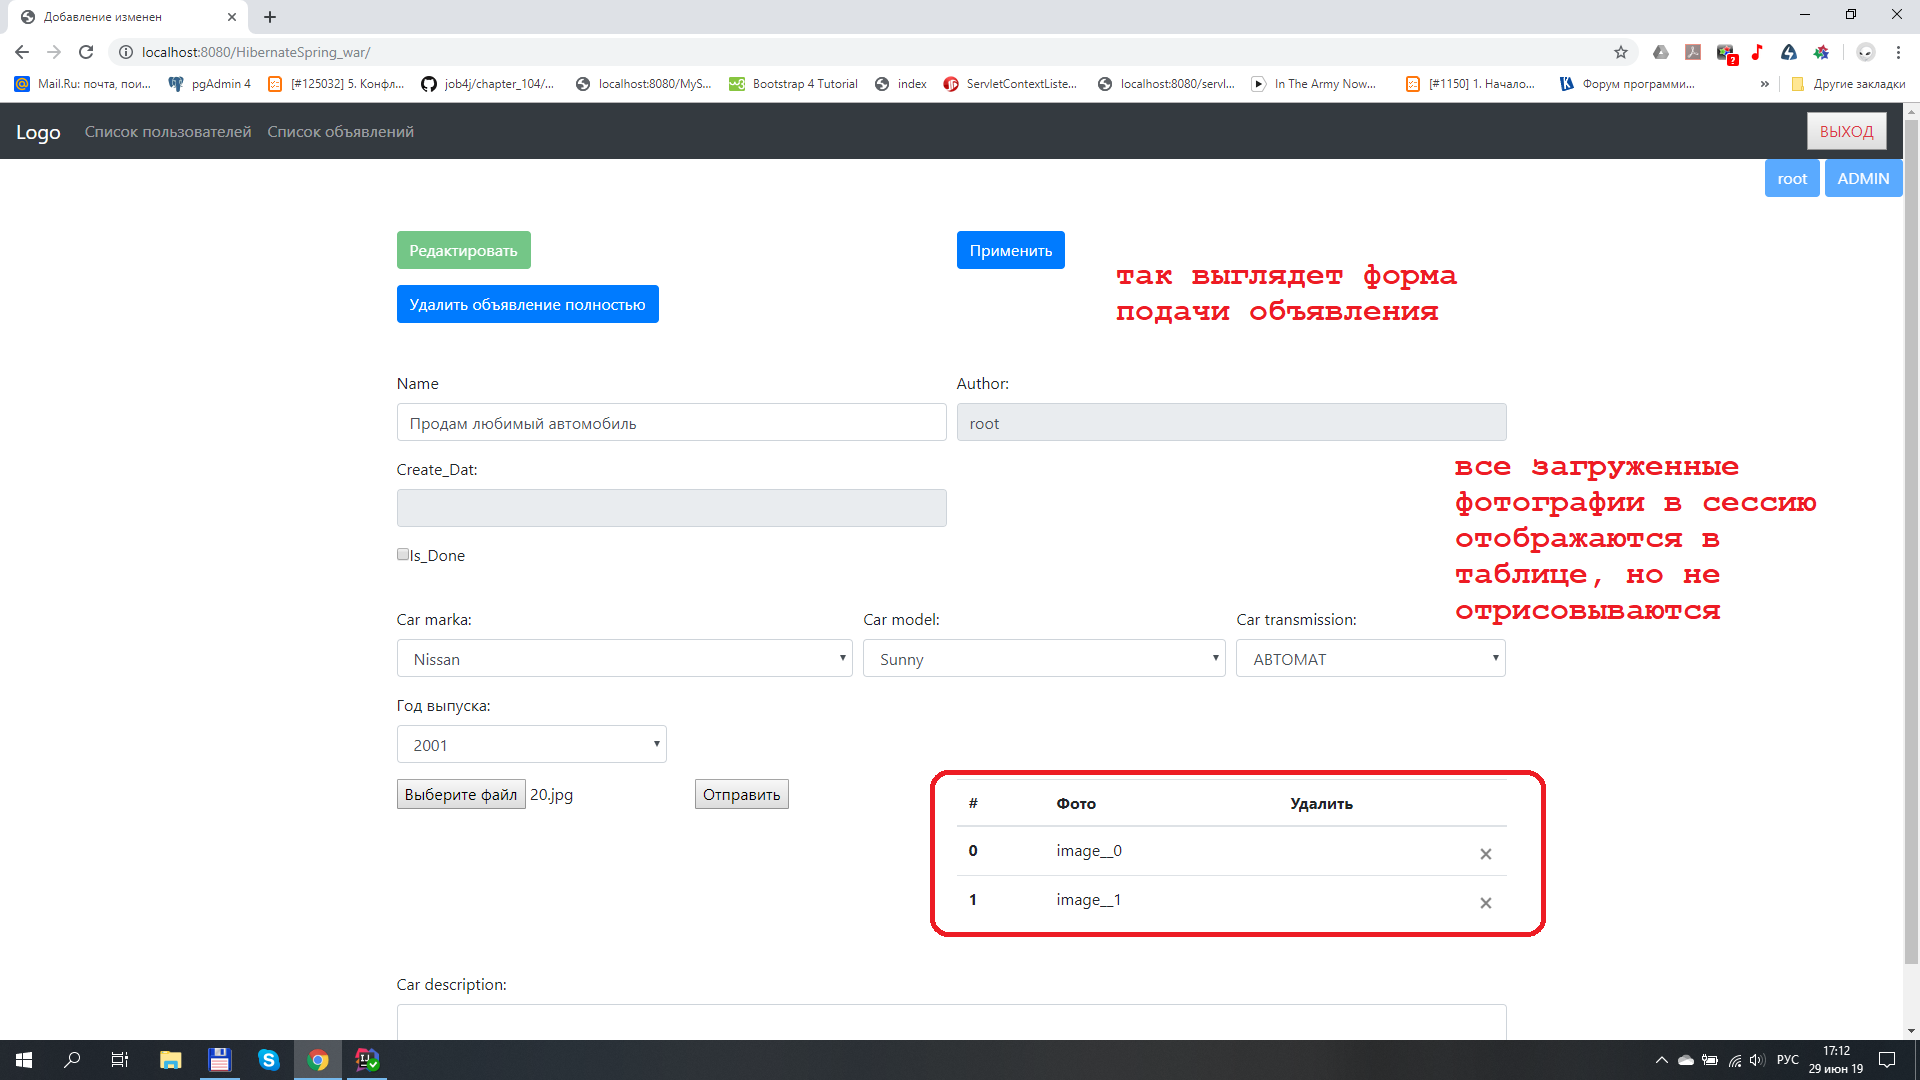 Добавление изменен
localhost:8080/HibernateSpring_war/
Mail.Ru: почта, пои...
pgAdmin 4
[#125032] 5. Конфл...
job4j/chapter_104/...
localhost:8080/MyS...
Bootstrap 4 Tutorial
index
ServletContextListe...
localhost:8080/servl...
In The Army Now...
[#1150] 1. Начало...
Форум программи...
»
Другие закладки
Logo
Список пользователей
Список объявлений
ВЫХОД
root
ADMIN
Редактировать
Применить
Удалить объявление полностью
так выглядет форма
подачи объявления
Name
Author:
Продам любимый автомобиль
root
Create_Dat:
все загруженные
фотографии в сессию
отображаются в
таблице, но не
отрисовываются
Is_Done
Car marka:
Car model:
Car transmission:
Nissan
Sunny
АВТОМАТ
Год выпуска:
2001
Выберите файл
20.jpg
Отправить
#
Фото
Удалить
0
image__0
×
1
image__1
×
Car description:
РУС
17:12
29 июн 19